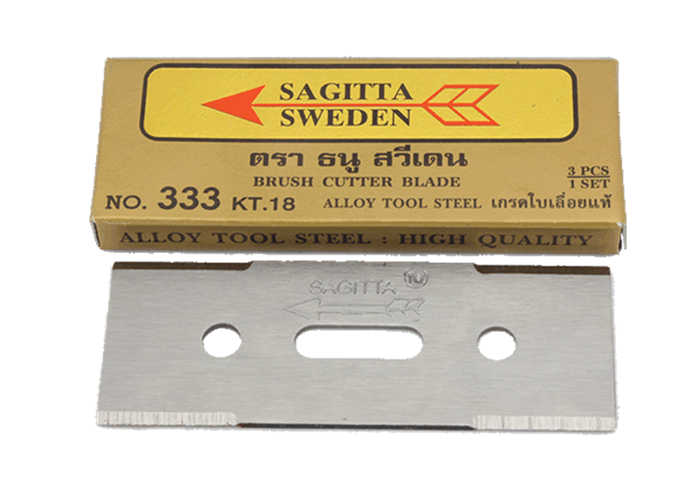 SAGITTA
SWEDEN
ตรา ธนู สวีเดน
BRUSH CUTTER BLADE
3 PCS
1 SET
NO. 333 KT.18 ALLOY TOOL STEEL เกรดใบเลื่อยแท้
ALLOY TOOL STEEL : HIGH QUALITY
SAGITTA
TU